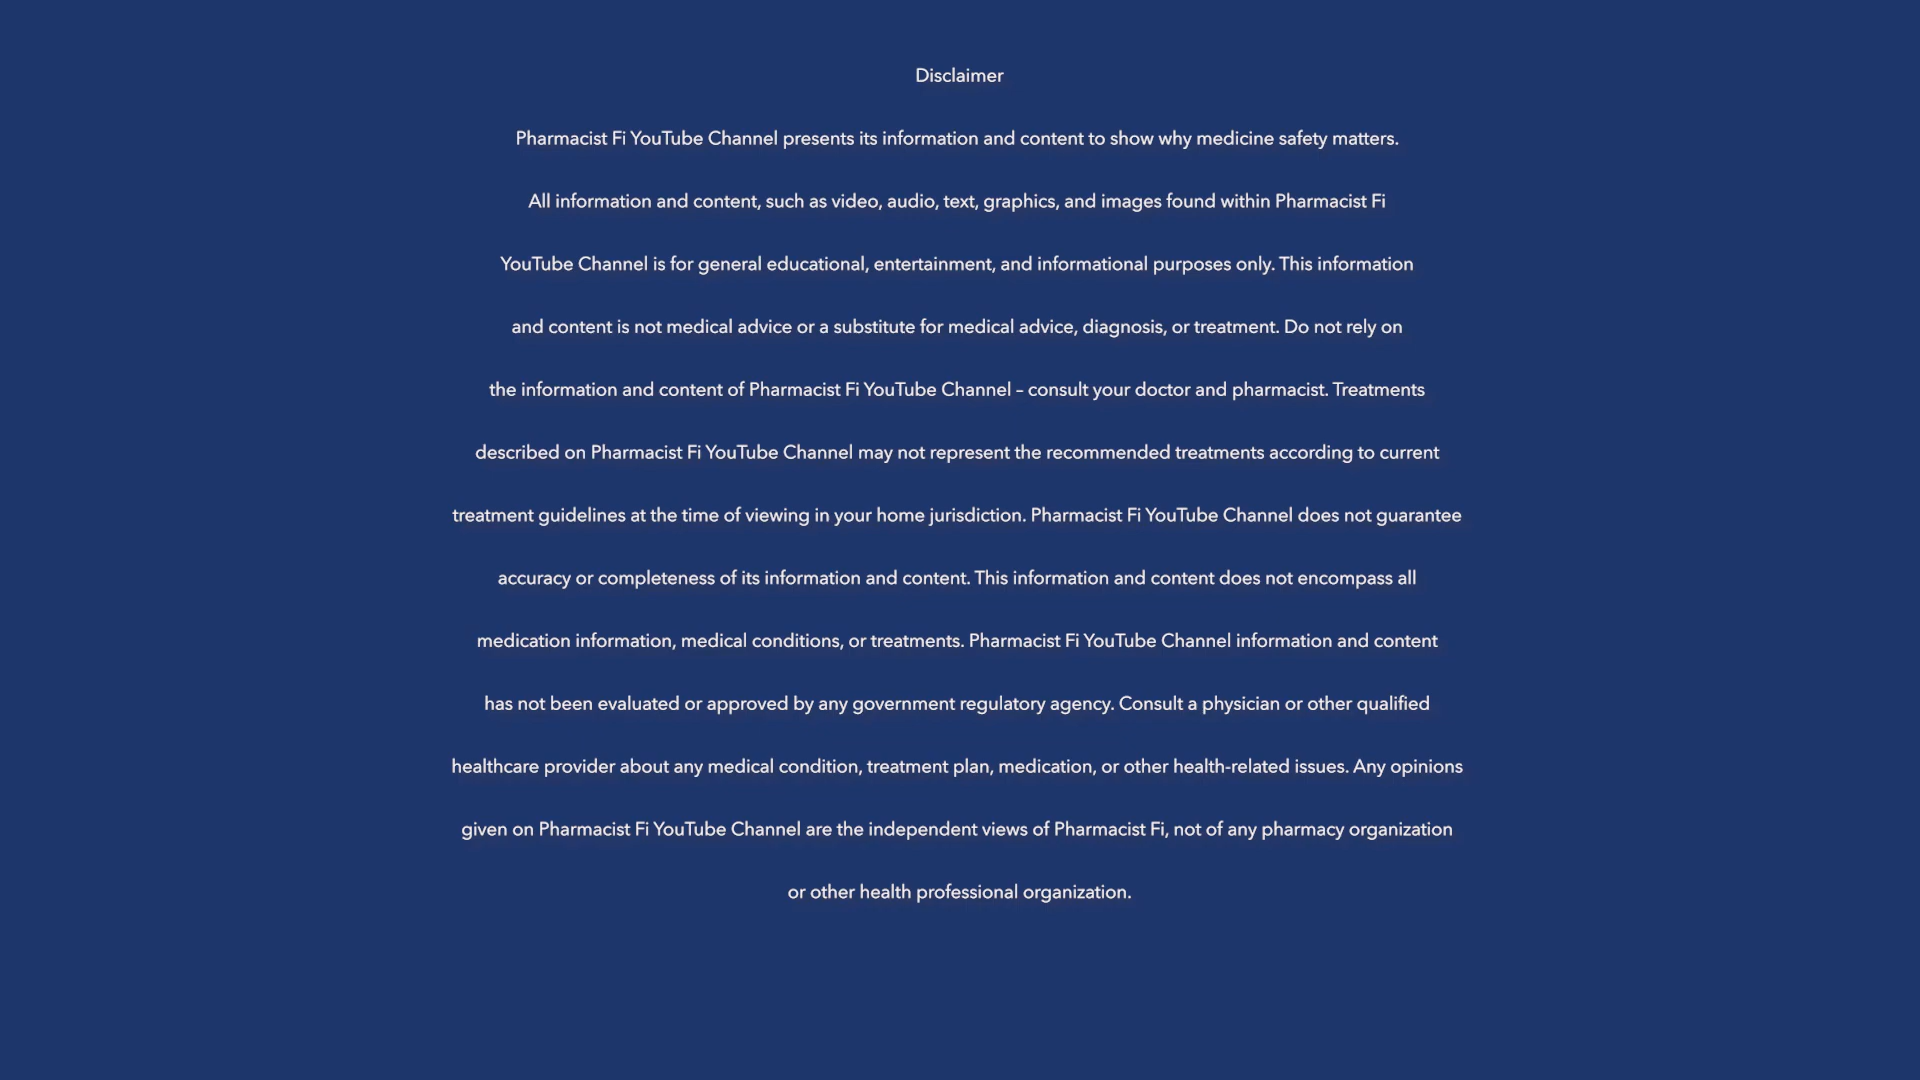 Disclaimer
Pharmacist Fi YouTube Channel presents its information and content to show why medicine safety matters.
All information and content, such as video, audio, text, graphics, and images found within Pharmacist Fi
YouTube Channel is for general educational, entertainment, and informational purposes only. This information
and content is not medical advice or a substitute for medical advice, diagnosis, or treatment. Do not rely on
the information and content of Pharmacist Fi YouTube Channel – consult your doctor and pharmacist. Treatments
described on Pharmacist Fi YouTube Channel may not represent the recommended treatments according to current
treatment guidelines at the time of viewing in your home jurisdiction. Pharmacist Fi YouTube Channel does not guarantee
accuracy or completeness of its information and content. This information and content does not encompass all
medication information, medical conditions, or treatments. Pharmacist Fi YouTube Channel information and content
has not been evaluated or approved by any government regulatory agency. Consult a physician or other qualified
healthcare provider about any medical condition, treatment plan, medication, or other health-related issues. Any opinions
given on Pharmacist Fi YouTube Channel are the independent views of Pharmacist Fi, not of any pharmacy organization
or other health professional organization.